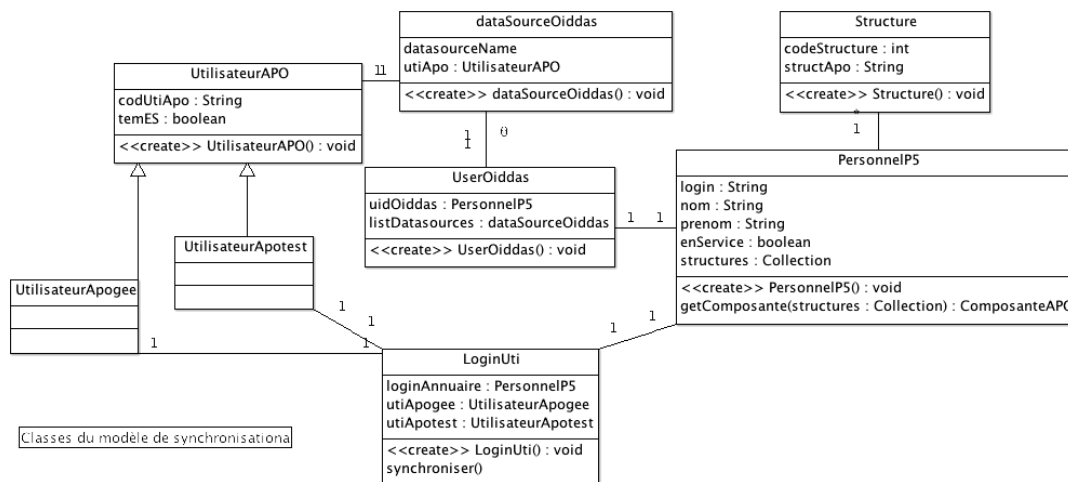 dataSourceOiddas
datasourceName
utiApo : UtilisateurAPO
<<create>> dataSourceOiddas() : void
Structure
codeStructure : int
structApo : String
<<create>> Structure() : void
UtilisateurAPO
codUtiApo : String
temES : boolean
<<create>> UtilisateurAPO() : void
11
1
1
0
*
1
UserOiddas
uidOiddas : PersonnelP5
listDatasources : dataSourceOiddas
<<create>> UserOiddas() : void
1 1
PersonnelP5
login : String
nom : String
prenom : String
enService : boolean
structures : Collection
<<create>> PersonnelP5() : void
getComposante(structures : Collection) : ComposanteAPO
UtilisateurApotest
UtilisateurApogee
1
1
1
1
1
1
LoginUti
loginAnnuaire : PersonnelP5
utiApogee : UtilisateurApogee
utiApotest : UtilisateurApotest
<<create>> LoginUti() : void
synchroniser()
Classes du modèle de synchronisationa